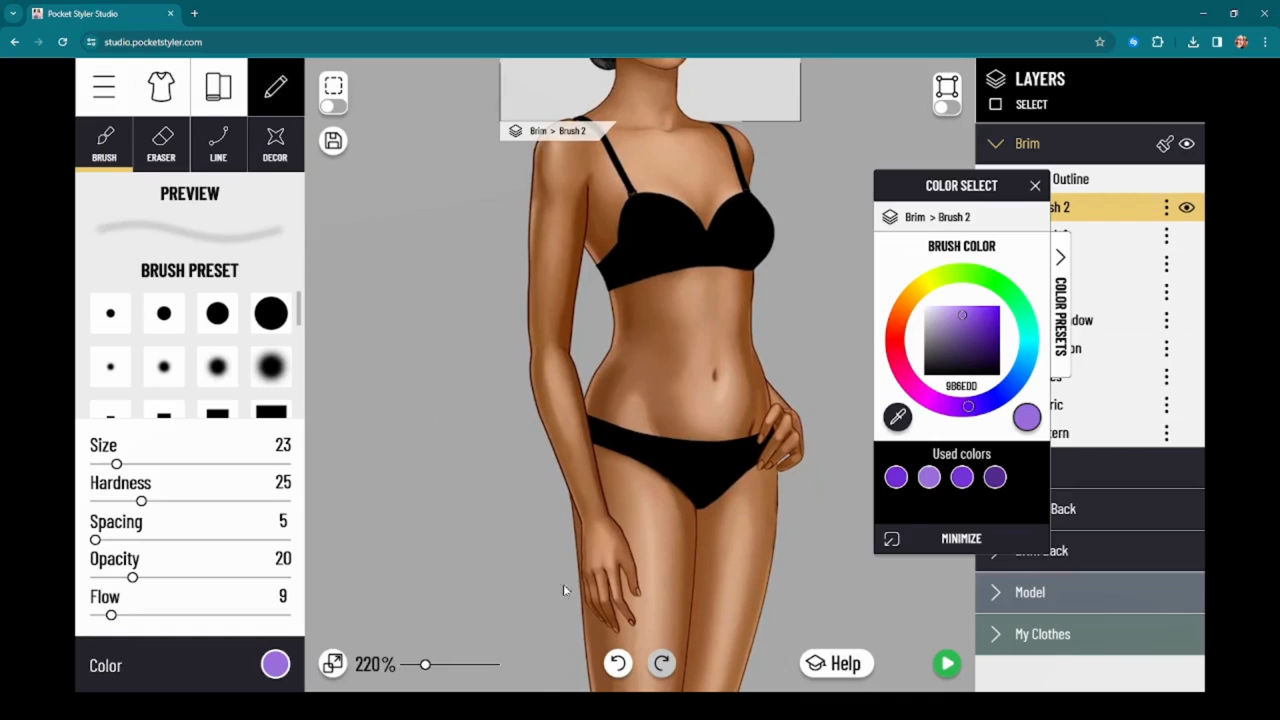 Pocket Styler Studio
studio.pocketstyler.com
BRUSH
ERASER
LINE
DECOR
PREVIEW
BRUSH PRESET
Size 23
Hardness 25
Spacing 5
Opacity 20
Flow 9
Color
Brim > Brush 2
220%
Help
COLOR SELECT
Brim > Brush 2
BRUSH COLOR
9B6EDD
Used colors
MINIMIZE
COLOR PRESETS
LAYERS
SELECT
Brim
Outline
sh 2
dow
on
ric
tern
Back
Model
My Clothes